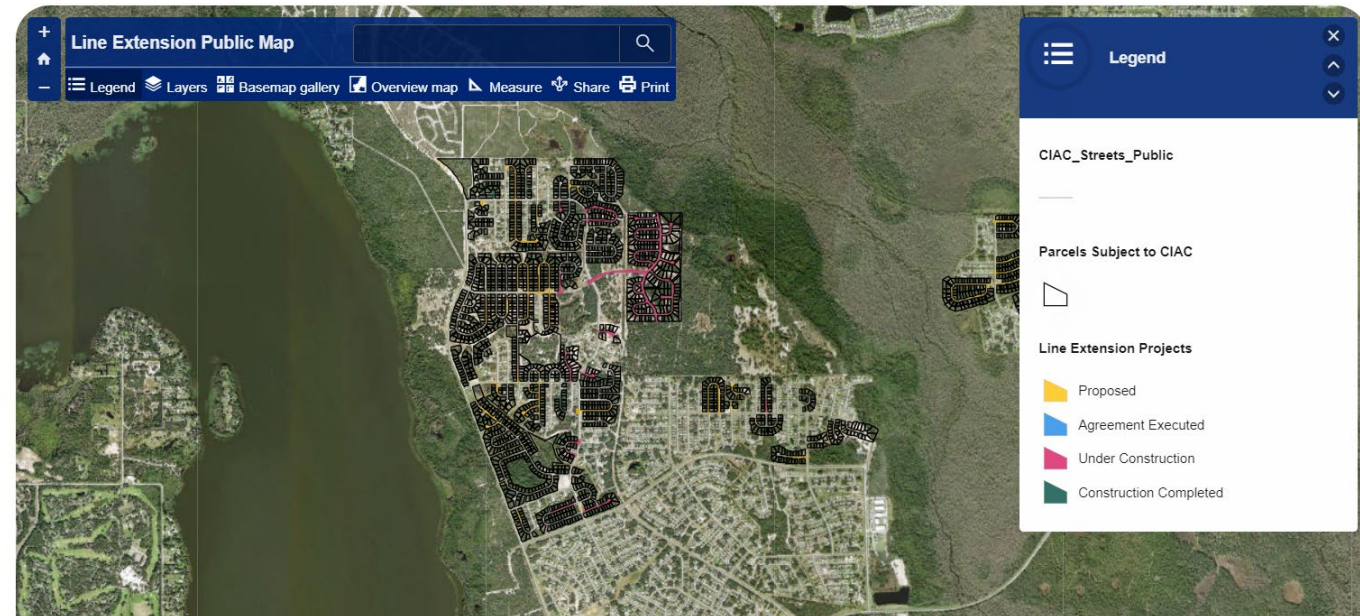 Line Extension Public Map
Legend Layers Basemap gallery Overview map Measure Share Print
Legend
CIAC_Streets_Public
Parcels Subject to CIAC
Line Extension Projects
Proposed
Agreement Executed
Under Construction
Construction Completed